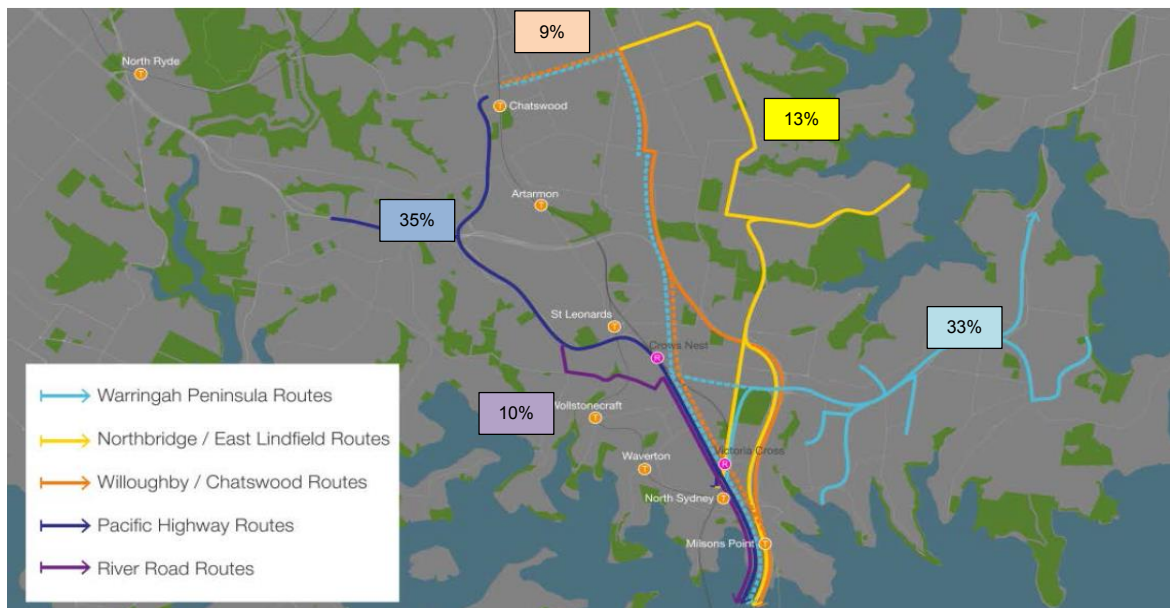 9%
North Ryde
T
T
Chatswood
13%
Artarmon
T
35%
St Leonards
T
33%
Crows Nest
R
Warringah Peninsula Routes
10%
Wollstonecraft
T
Northbridge / East Lindfield Routes
Victoria Cross
R
Waverton
T
Willoughby / Chatswood Routes
North Sydney
T
Pacific Highway Routes
Milsons Point
T
River Road Routes